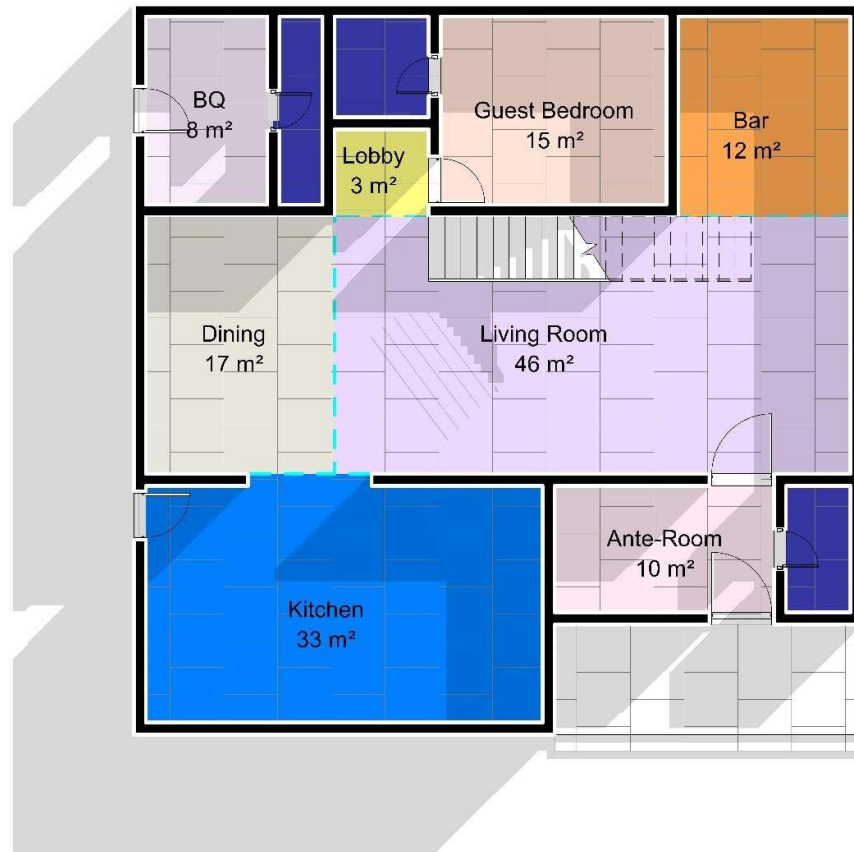 BQ
8 m²
Guest Bedroom
15 m²
Bar
12 m²
Lobby
3 m²
Dining
17 m²
Living Room
46 m²
Ante-Room
10 m²
Kitchen
33 m²